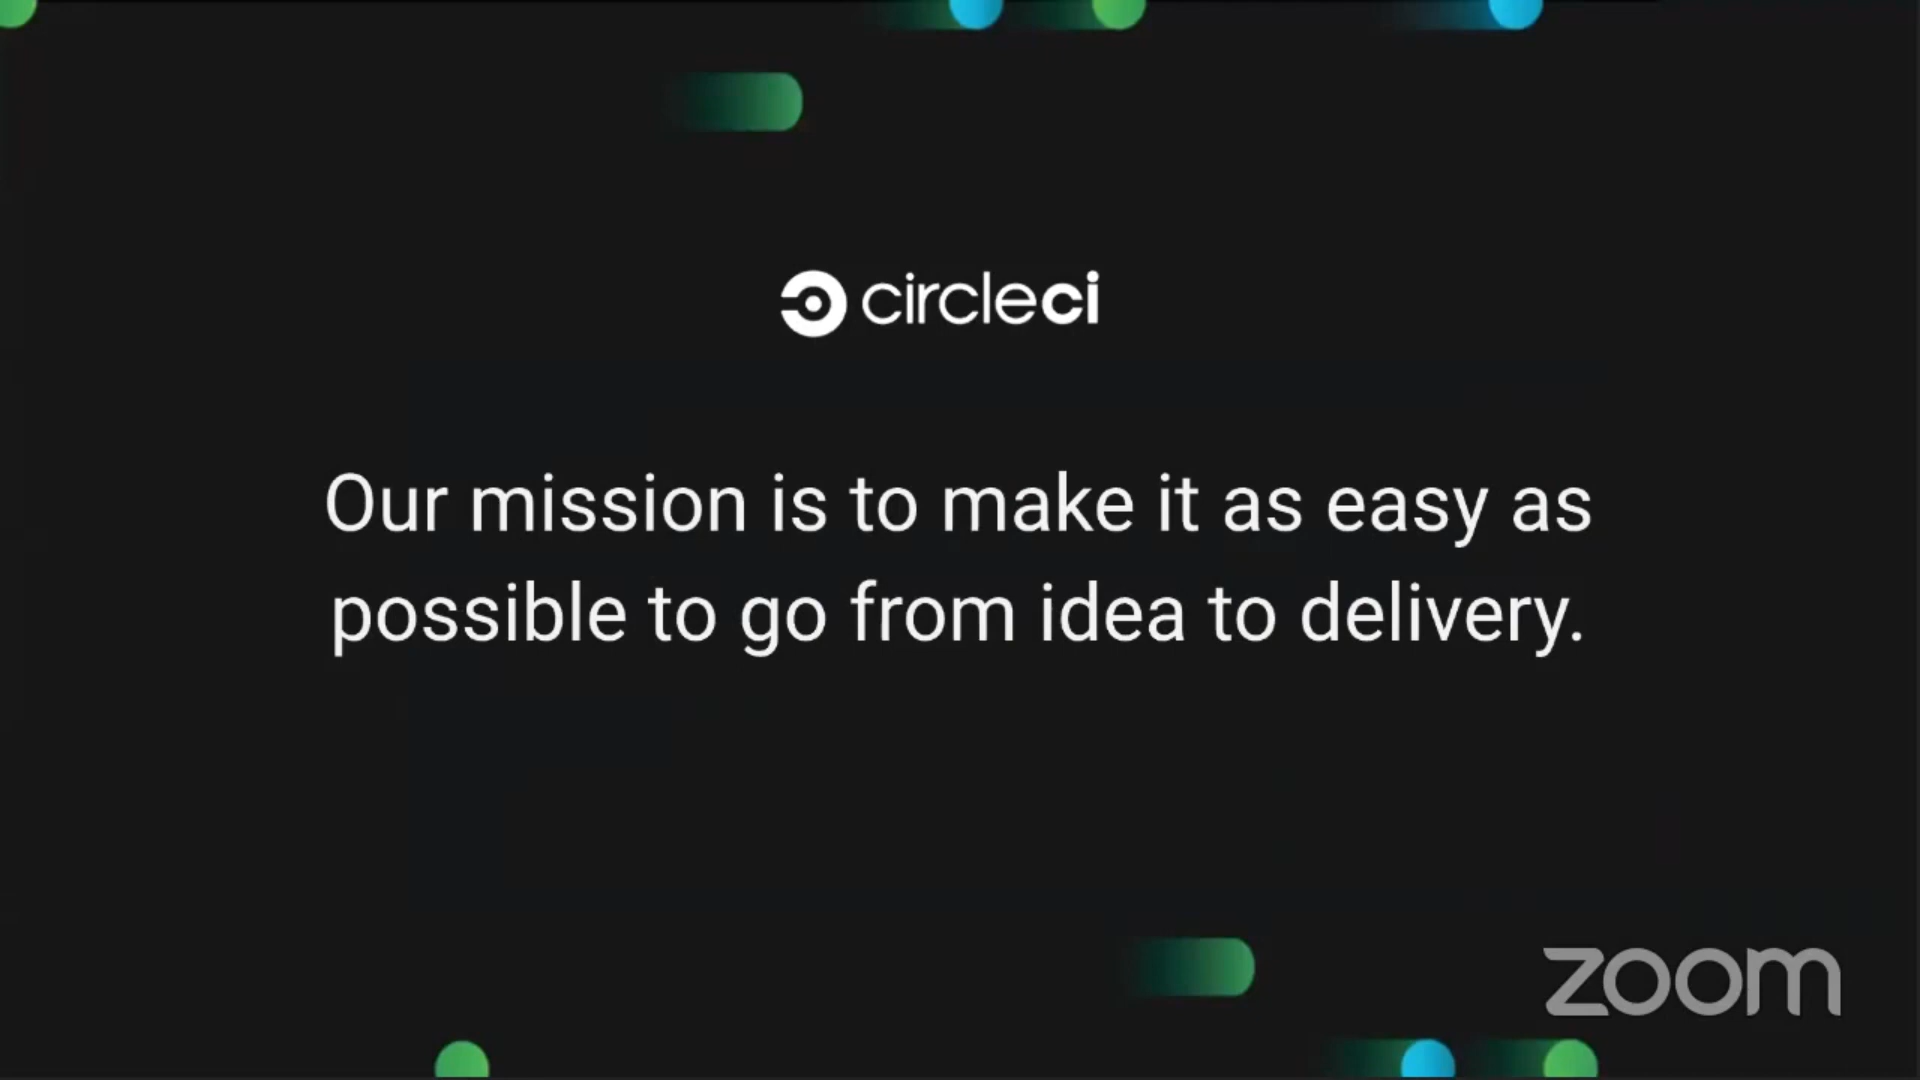 circleci
Our mission is to make it as easy as
possible to go from idea to delivery.
zoom